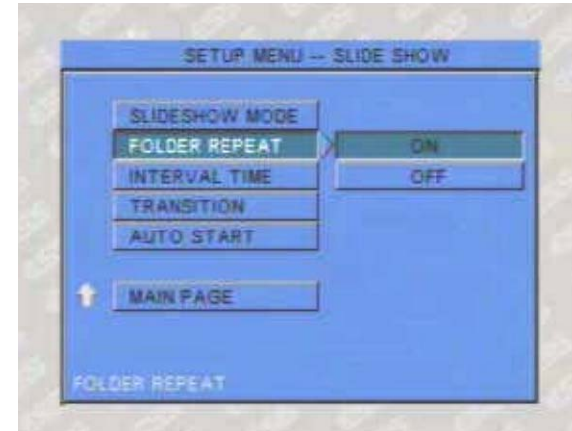 SETUP MENU -- SLIDE SHOW
SLIDESHOW MODE
FOLDER REPEAT
ON
INTERVAL TIME
OFF
TRANSITION
AUTO START
MAIN PAGE
FOLDER REPEAT